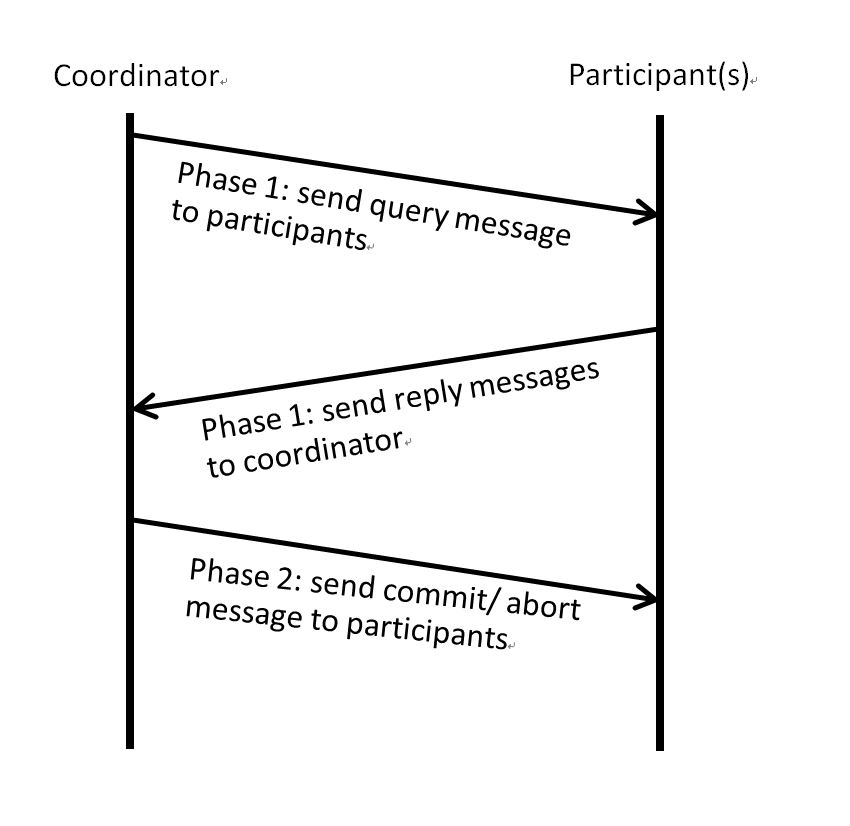 Coordinator
Participant(s)
Phase 1: send query message
to participants
Phase 1: send reply messages
to coordinator
Phase 2: send commit/ abort
message to participants